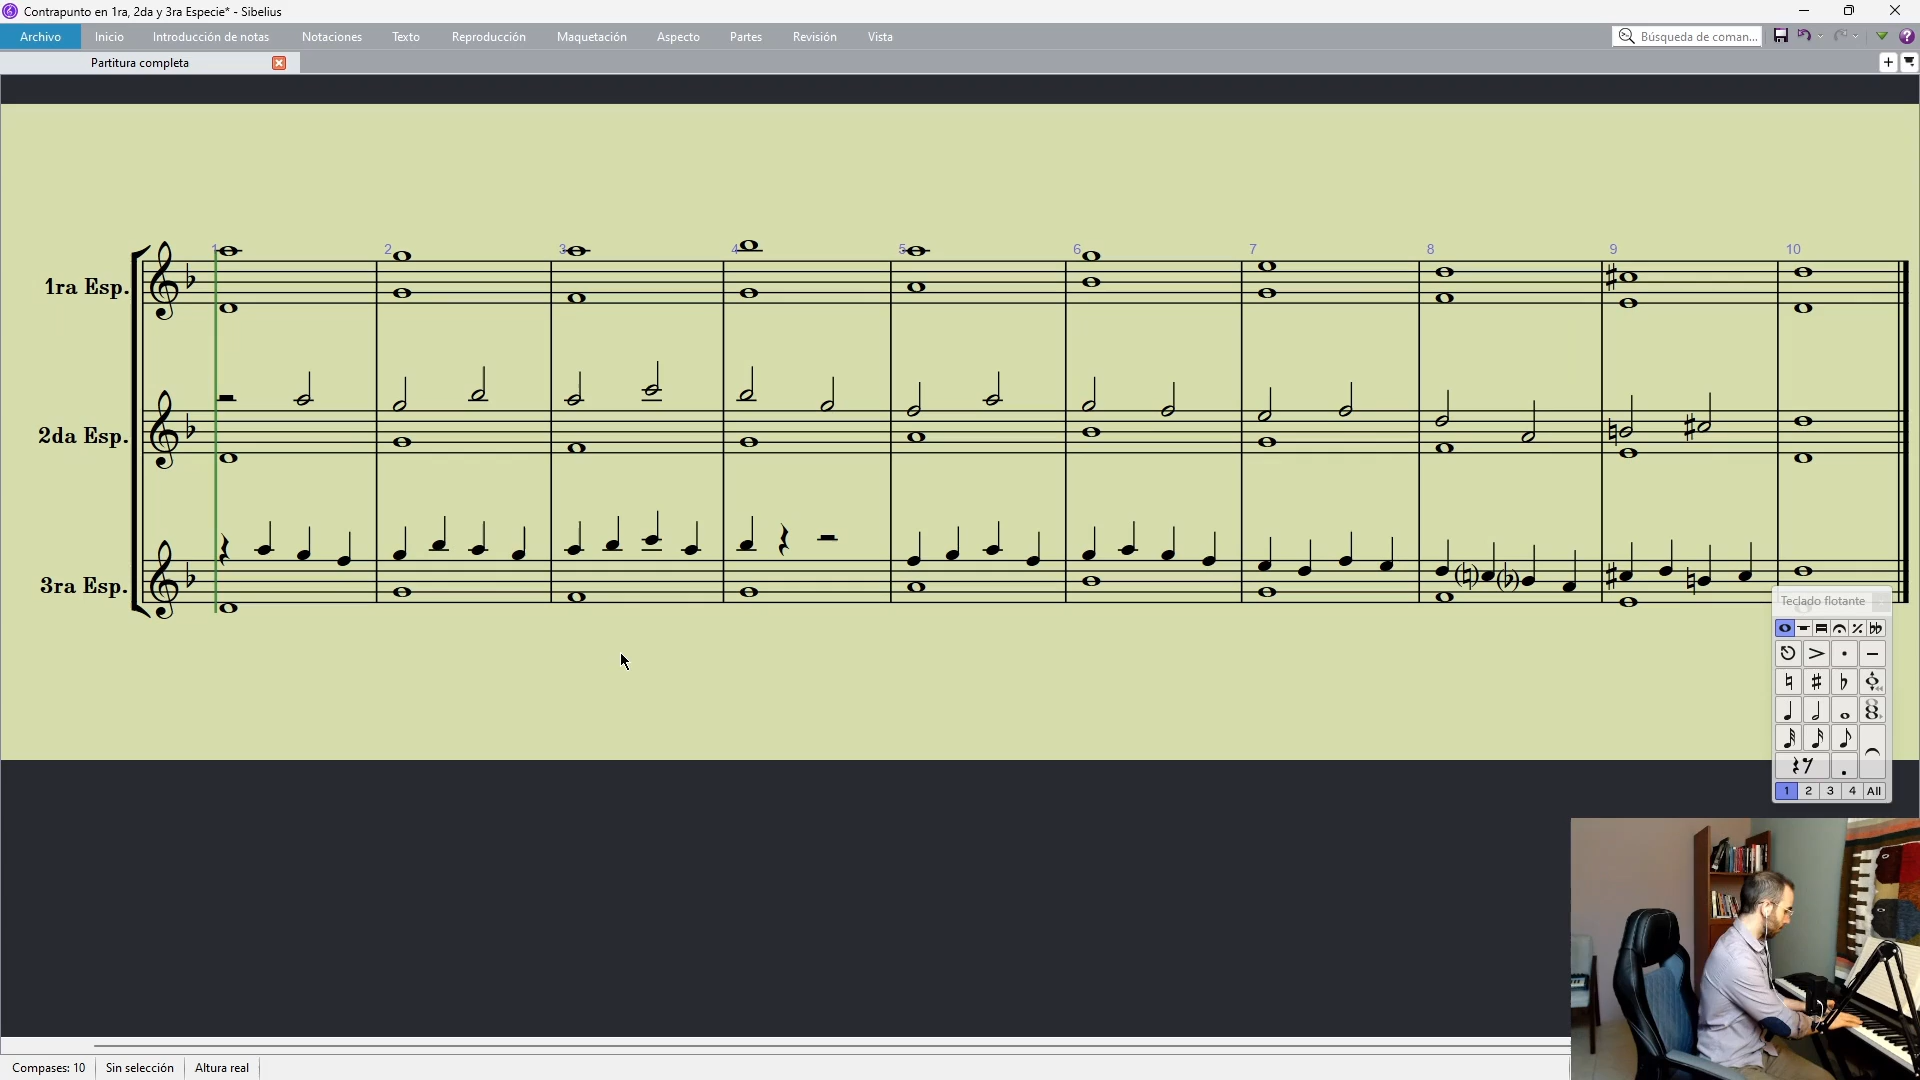 Contrapunto en 1ra, 2da y 3ra Especie* - Sibelius
Archivo Inicio Introducción de notas Notaciones Texto Reproducción Maquetación Aspecto Partes Revisión Vista Búsqueda de coman...
Partitura completa
1 2 3 4 5 6 7 8 9 10
1ra Esp.
2da Esp.
3ra Esp.
Teclado flotante
1 2 3 4 All
Compases: 10 Sin selección Altura real